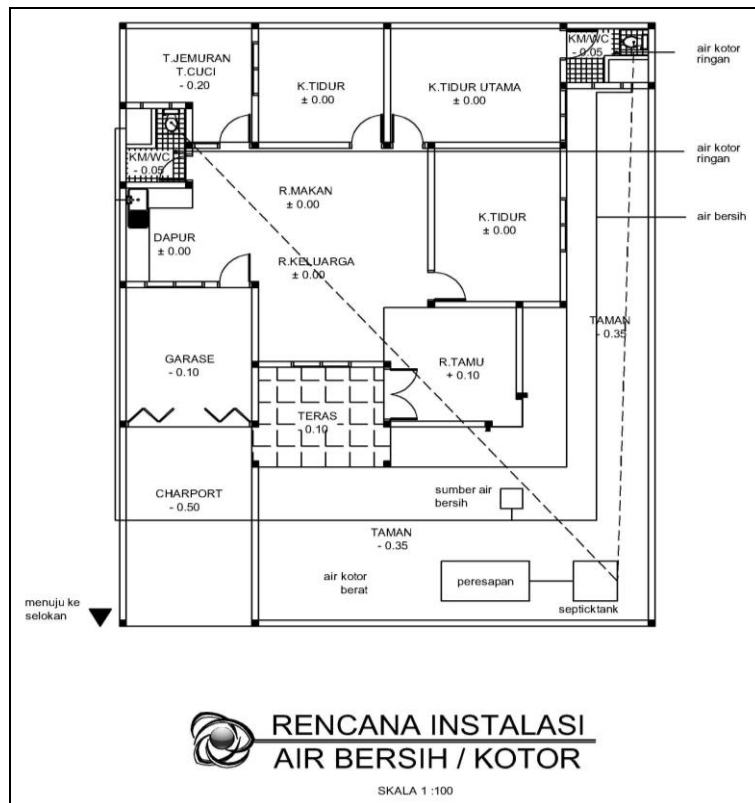 T.JEMURAN
T.CUCI
- 0.20
K.TIDUR
± 0.00
K.TIDUR UTAMA
± 0.00
KM/WC
- 0.05
air kotor
ringan
KM/WC
- 0.05
air kotor
ringan
R.MAKAN
± 0.00
K.TIDUR
± 0.00
air bersih
DAPUR
± 0.00
R.KELUARGA
± 0.00
TAMAN
- 0.35
GARASE
- 0.10
R.TAMU
+ 0.10
TERAS
- 0.10
CHARPORT
- 0.50
sumber air
bersih
TAMAN
- 0.35
air kotor
berat
peresapan
septicktank
menuju ke
selokan
RENCANA INSTALASI
AIR BERSIH / KOTOR
SKALA 1 :100